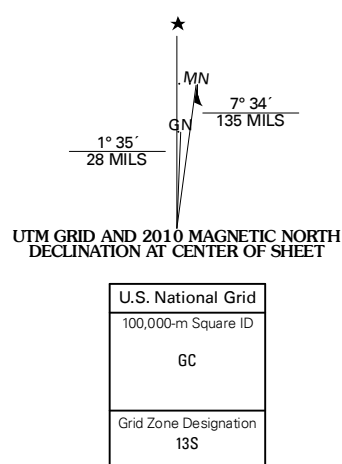 MN
7° 34´
135 MILS
GN
1° 35´
28 MILS
UTM GRID AND 2010 MAGNETIC NORTH
DECLINATION AT CENTER OF SHEET
U.S. National Grid
100,000-m Square ID
GC
Grid Zone Designation
13S